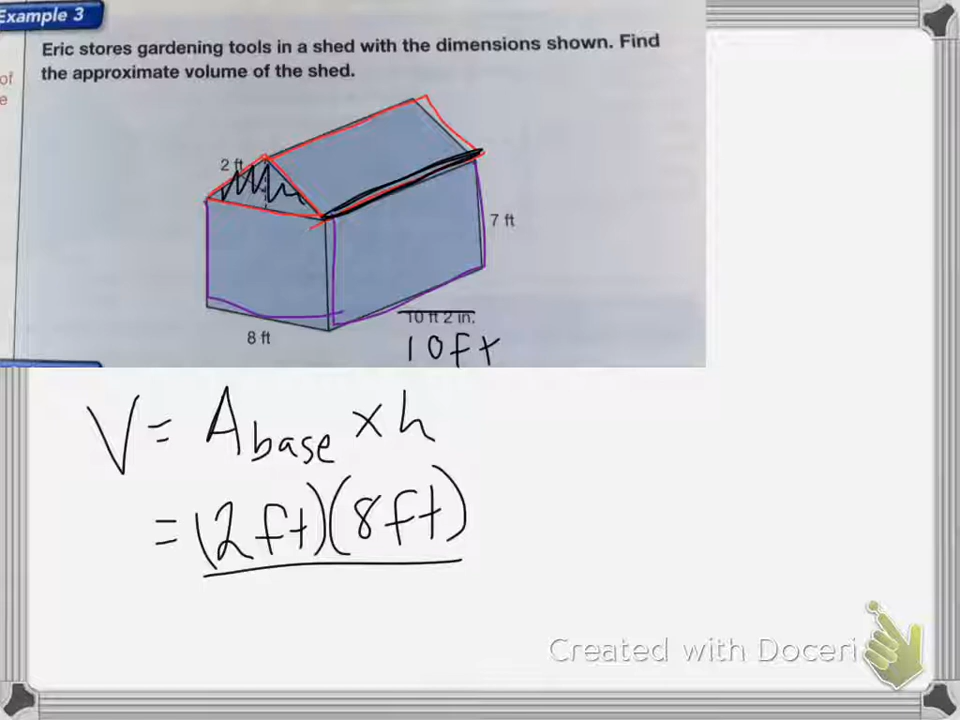 Example 3
of
e
Eric stores gardening tools in a shed with the dimensions shown. Find
the approximate volume of the shed.
2 ft
7 ft
10 ft 2 in.
8 ft
10ft
V = Abase x h
= (2ft)(8ft)
Created with Doceri